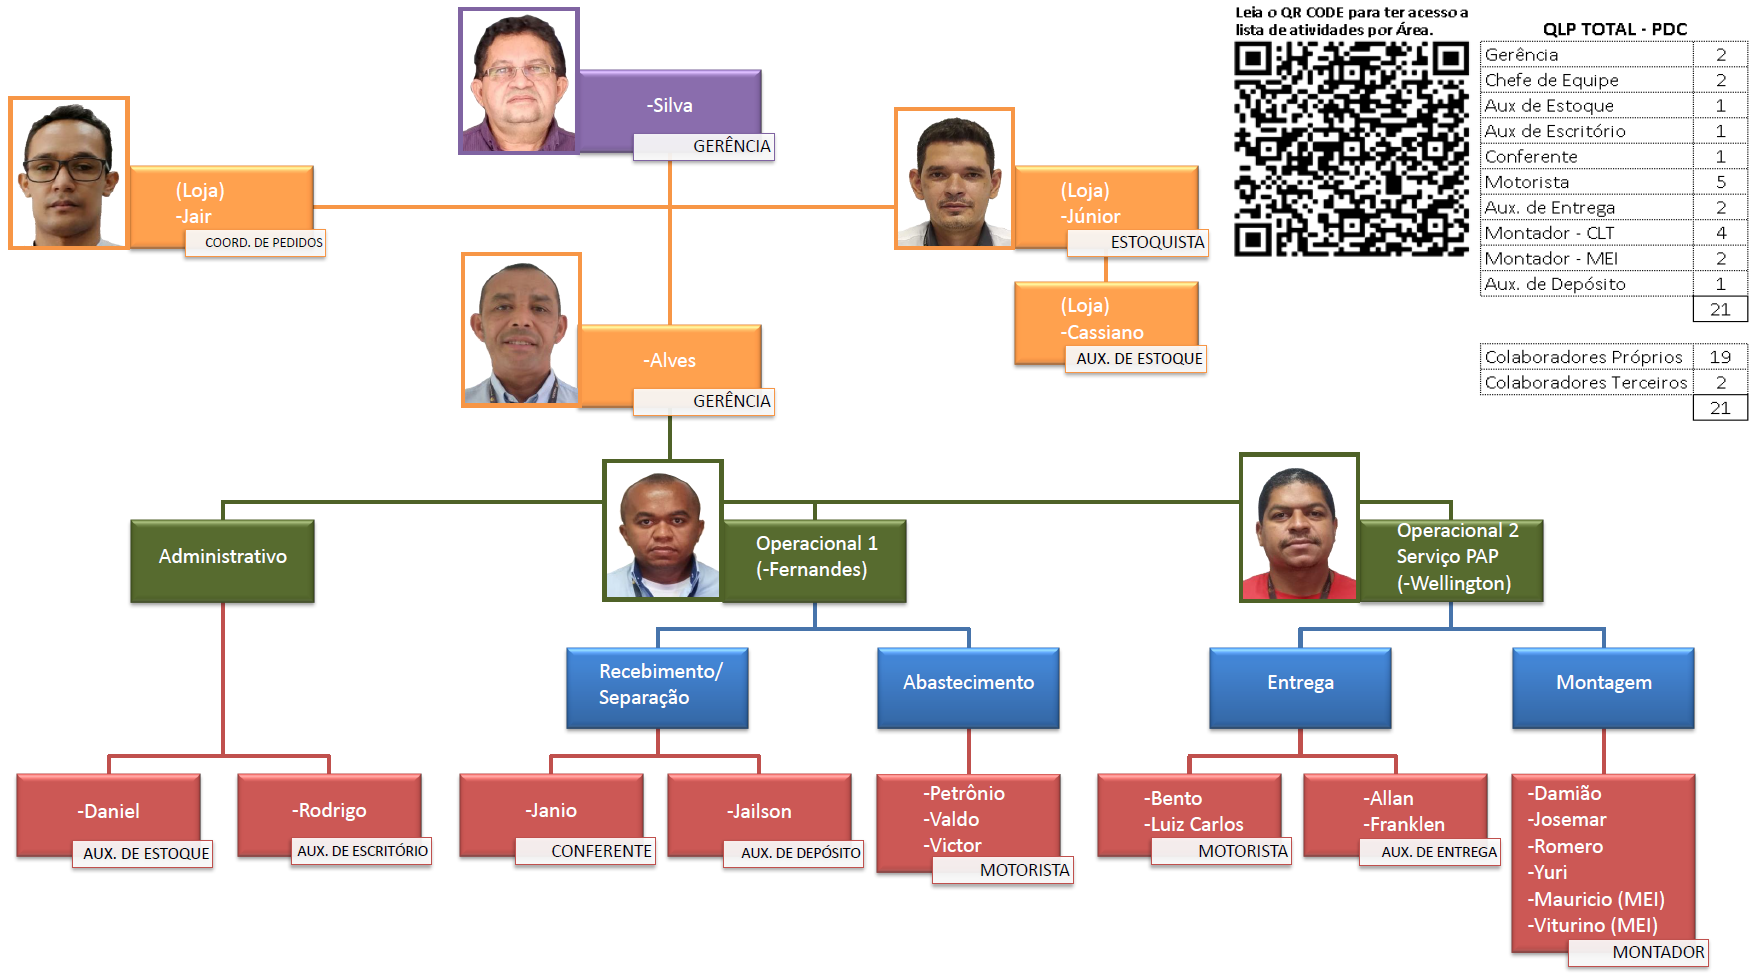 Leia o QR CODE para ter acesso a
lista de atividades por Área.
QLP TOTAL - PDC
Gerência 2
Chefe de Equipe 2
Aux de Estoque 1
Aux de Escritório 1
Conferente 1
Motorista 5
Aux. de Entrega 2
Montador - CLT 4
Montador - MEI 2
Aux. de Depósito 1
21
Colaboradores Próprios 19
Colaboradores Terceiros 2
21
-Silva
GERÊNCIA
(Loja)
-Jair
COORD. DE PEDIDOS
(Loja)
-Júnior
ESTOQUISTA
(Loja)
-Cassiano
AUX. DE ESTOQUE
-Alves
GERÊNCIA
Administrativo
Operacional 1
(-Fernandes)
Operacional 2
Serviço PAP
(-Wellington)
Recebimento/
Separação
Abastecimento
Entrega
Montagem
-Daniel
AUX. DE ESTOQUE
-Rodrigo
AUX. DE ESCRITÓRIO
-Janio
CONFERENTE
-Jailson
AUX. DE DEPÓSITO
-Petrônio
-Valdo
-Victor
MOTORISTA
-Bento
-Luiz Carlos
MOTORISTA
-Allan
-Franklen
AUX. DE ENTREGA
-Damião
-Josemar
-Romero
-Yuri
-Mauricio (MEI)
-Viturino (MEI)
MONTADOR